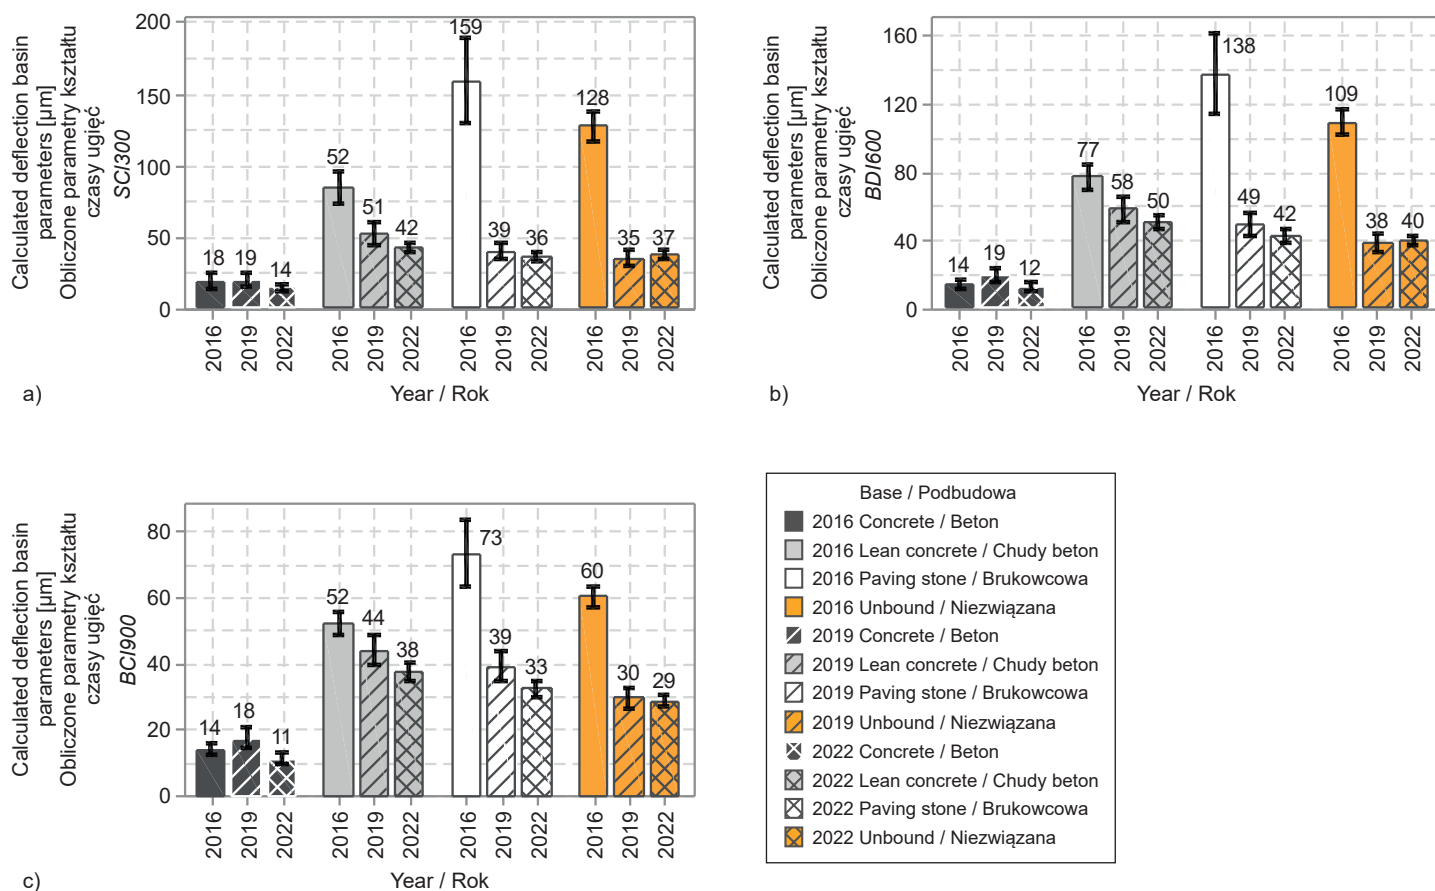 Calculated deflection basin
parameters [µm]
Obliczone parametry kształtu
czasy ugięć
SCI300
200
150
100
50
0
18 19 14
52 51 42
159 39 36
128 35 37
2016 2019 2022 2016 2019 2022 2016 2019 2022 2016 2019 2022
a)
Year / Rok
Calculated deflection basin
parameters [µm]
Obliczone parametry kształtu
czasy ugięć
BDI600
160
120
80
40
0
14 19 12
77 58 50
138 49 42
109 38 40
2016 2019 2022 2016 2019 2022 2016 2019 2022 2016 2019 2022
b)
Year / Rok
Calculated deflection basin
parameters [µm]
Obliczone parametry kształtu
czasy ugięć
BCI900
80
60
40
20
0
14 18 11
52 44 38
73 39 33
60 30 29
2016 2019 2022 2016 2019 2022 2016 2019 2022 2016 2019 2022
c)
Year / Rok
Base / Podbudowa
2016 Concrete / Beton
2016 Lean concrete / Chudy beton
2016 Paving stone / Brukowcowa
2016 Unbound / Niezwiązana
2019 Concrete / Beton
2019 Lean concrete / Chudy beton
2019 Paving stone / Brukowcowa
2019 Unbound / Niezwiązana
2022 Concrete / Beton
2022 Lean concrete / Chudy beton
2022 Paving stone / Brukowcowa
2022 Unbound / Niezwiązana